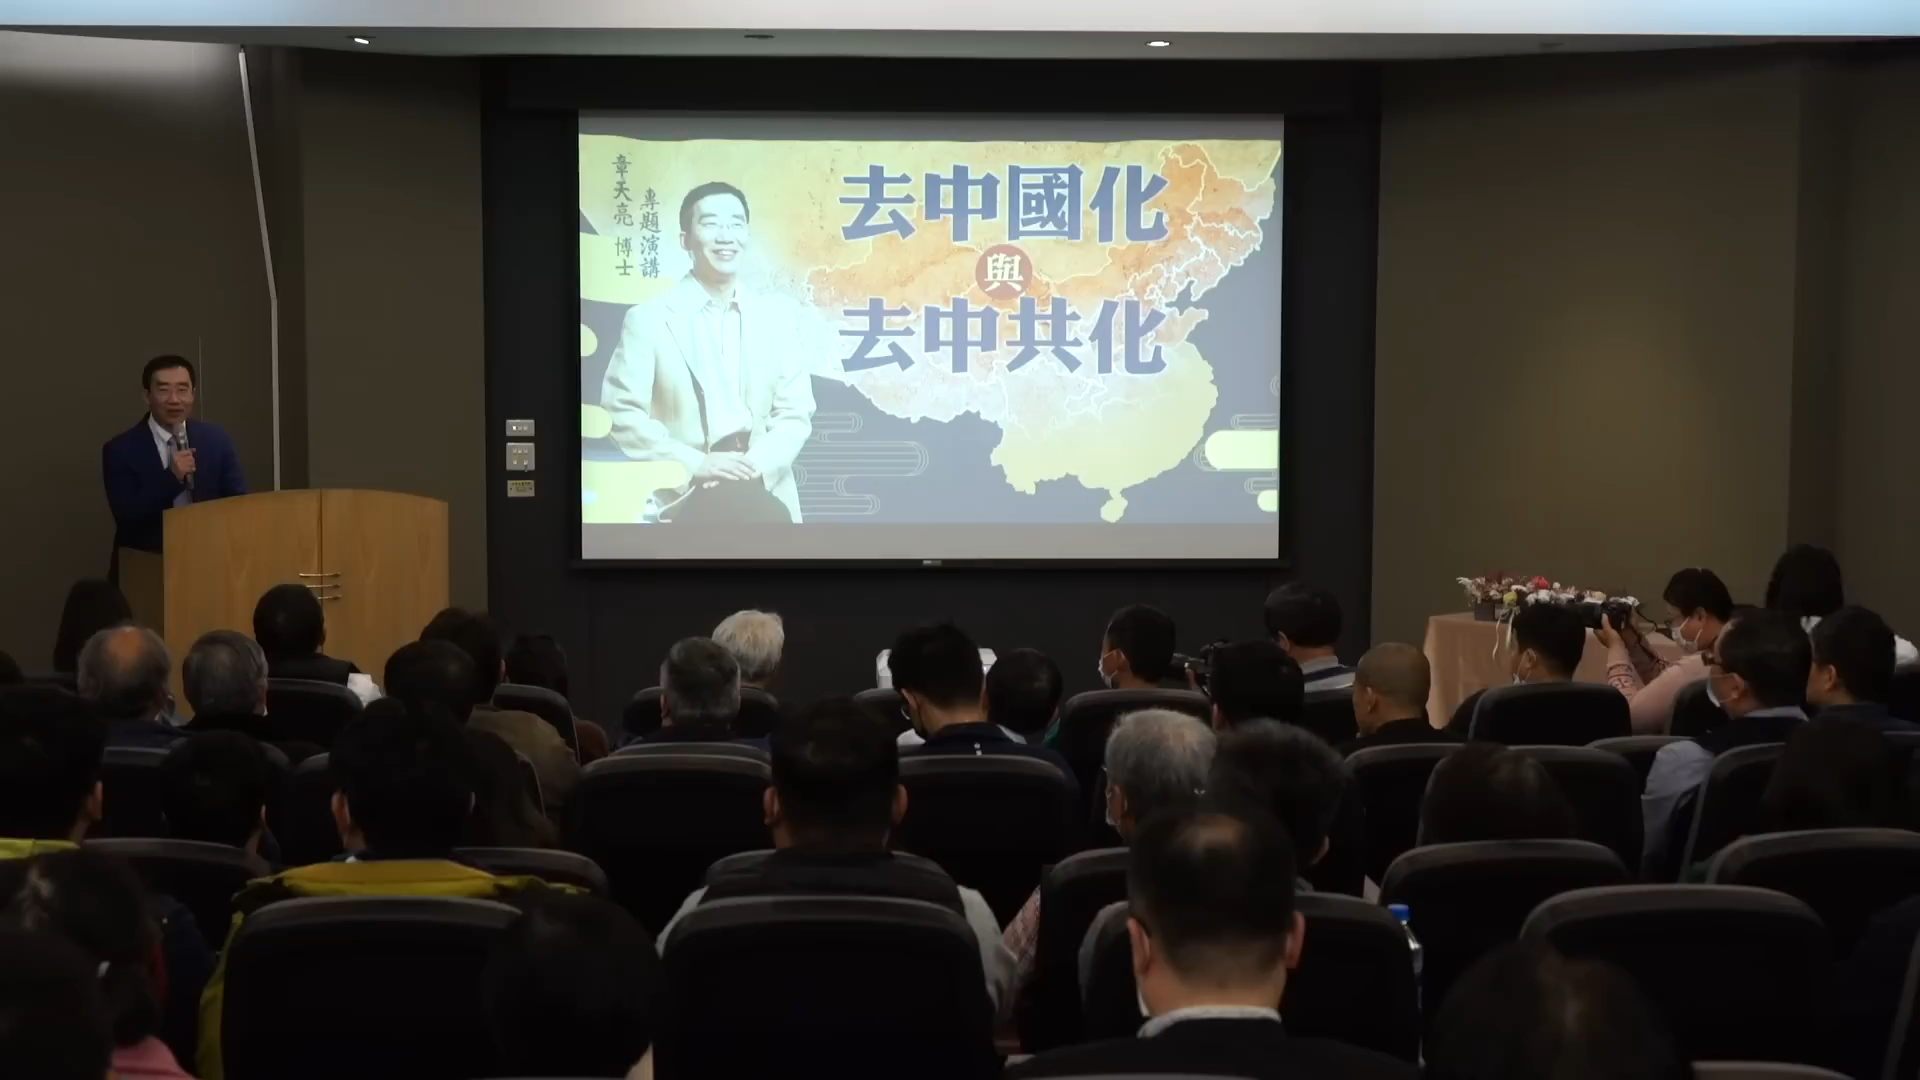 專題演講
章天亮 博士
去中國化
與
去中共化